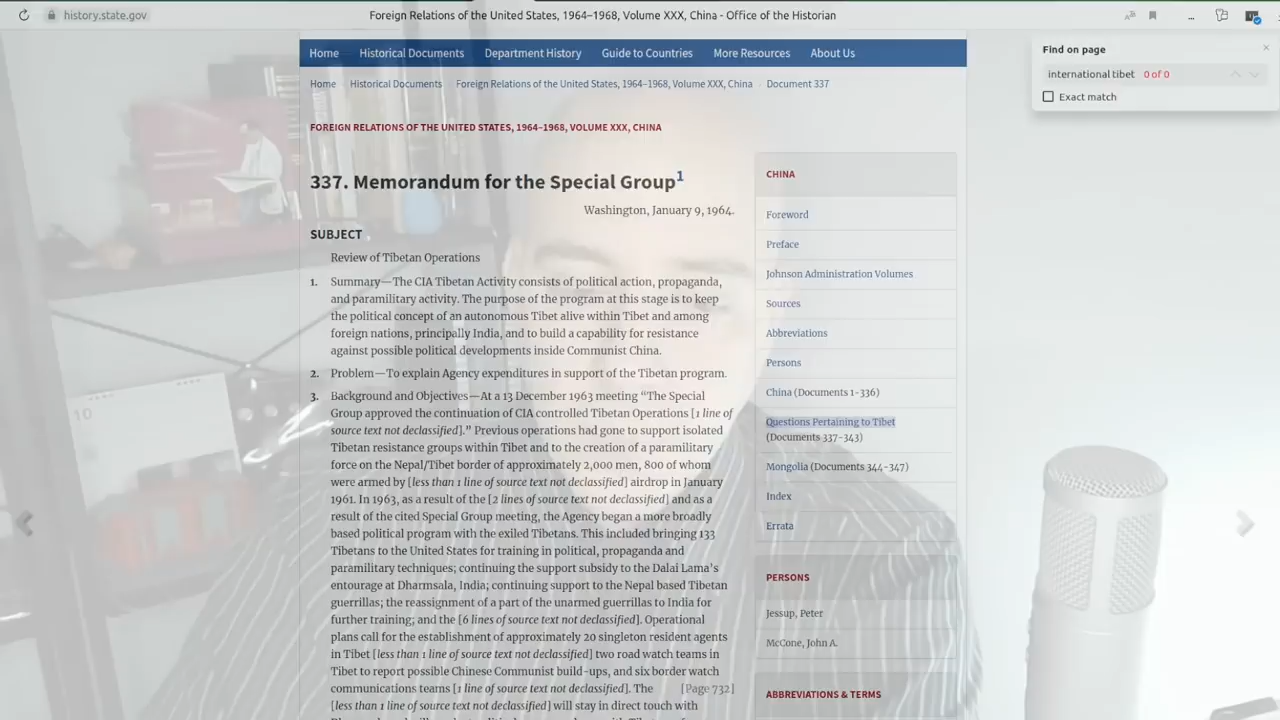 history.state.gov
Foreign Relations of the United States, 1964–1968, Volume XXX, China - Office of the Historian
...
Find on page
international tibet 0 of 0
Exact match
Home Historical Documents Department History Guide to Countries More Resources About Us
Home Historical Documents Foreign Relations of the United States, 1964–1968, Volume XXX, China Document 337
FOREIGN RELATIONS OF THE UNITED STATES, 1964–1968, VOLUME XXX, CHINA
337. Memorandum for the Special Group1
Washington, January 9, 1964.
SUBJECT
Review of Tibetan Operations
1. Summary—The CIA Tibetan Activity consists of political action, propaganda,
and paramilitary activity. The purpose of the program at this stage is to keep
the political concept of an autonomous Tibet alive within Tibet and among
foreign nations, principally India, and to build a capability for resistance
against possible political developments inside Communist China.
2. Problem—To explain Agency expenditures in support of the Tibetan program.
3. Background and Objectives—At a 13 December 1963 meeting “The Special
Group approved the continuation of CIA controlled Tibetan Operations [1 line of
source text not declassified].” Previous operations had gone to support isolated
Tibetan resistance groups within Tibet and to the creation of a paramilitary
force on the Nepal/Tibet border of approximately 2,000 men, 800 of whom
were armed by [less than 1 line of source text not declassified] airdrop in January
1961. In 1963, as a result of the [2 lines of source text not declassified] and as a
result of the cited Special Group meeting, the Agency began a more broadly
based political program with the exiled Tibetans. This included bringing 133
Tibetans to the United States for training in political, propaganda and
paramilitary techniques; continuing the support subsidy to the Dalai Lama’s
entourage at Dharmsala, India; continuing support to the Nepal based Tibetan
guerrillas; the reassignment of a part of the unarmed guerrillas to India for
further training; and the [6 lines of source text not declassified]. Operational
plans call for the establishment of approximately 20 singleton resident agents
in Tibet [less than 1 line of source text not declassified] two road watch teams in
Tibet to report possible Chinese Communist build-ups, and six border watch
communications teams [1 line of source text not declassified]. The [Page 732]
[less than 1 line of source text not declassified] will stay in direct touch with
CHINA
Foreword
Preface
Johnson Administration Volumes
Sources
Abbreviations
Persons
China (Documents 1-336)
Questions Pertaining to Tibet
(Documents 337-343)
Mongolia (Documents 344-347)
Index
Errata
PERSONS
Jessup, Peter
McCone, John A.
ABBREVIATIONS & TERMS
10